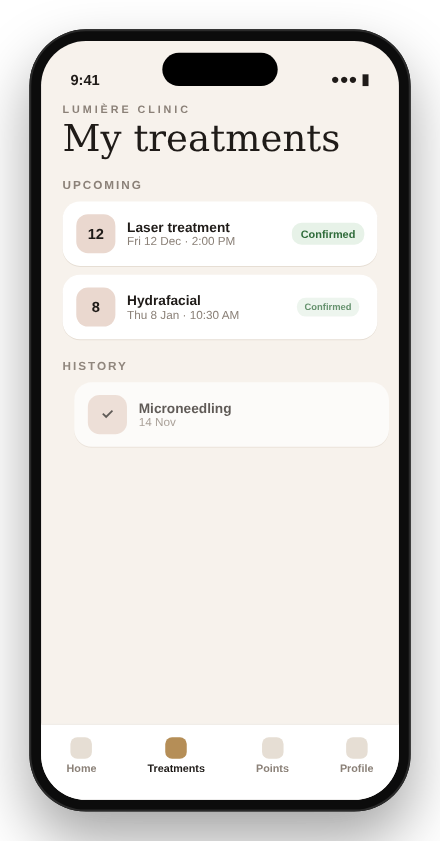 9:41
LUMIÈRE CLINIC
My treatments
UPCOMING
12
Laser treatment
Fri 12 Dec · 2:00 PM
Confirmed
8
Hydrafacial
Thu 8 Jan · 10:30 AM
Confirmed
HISTORY
Microneedling
14 Nov
Home Treatments Points Profile